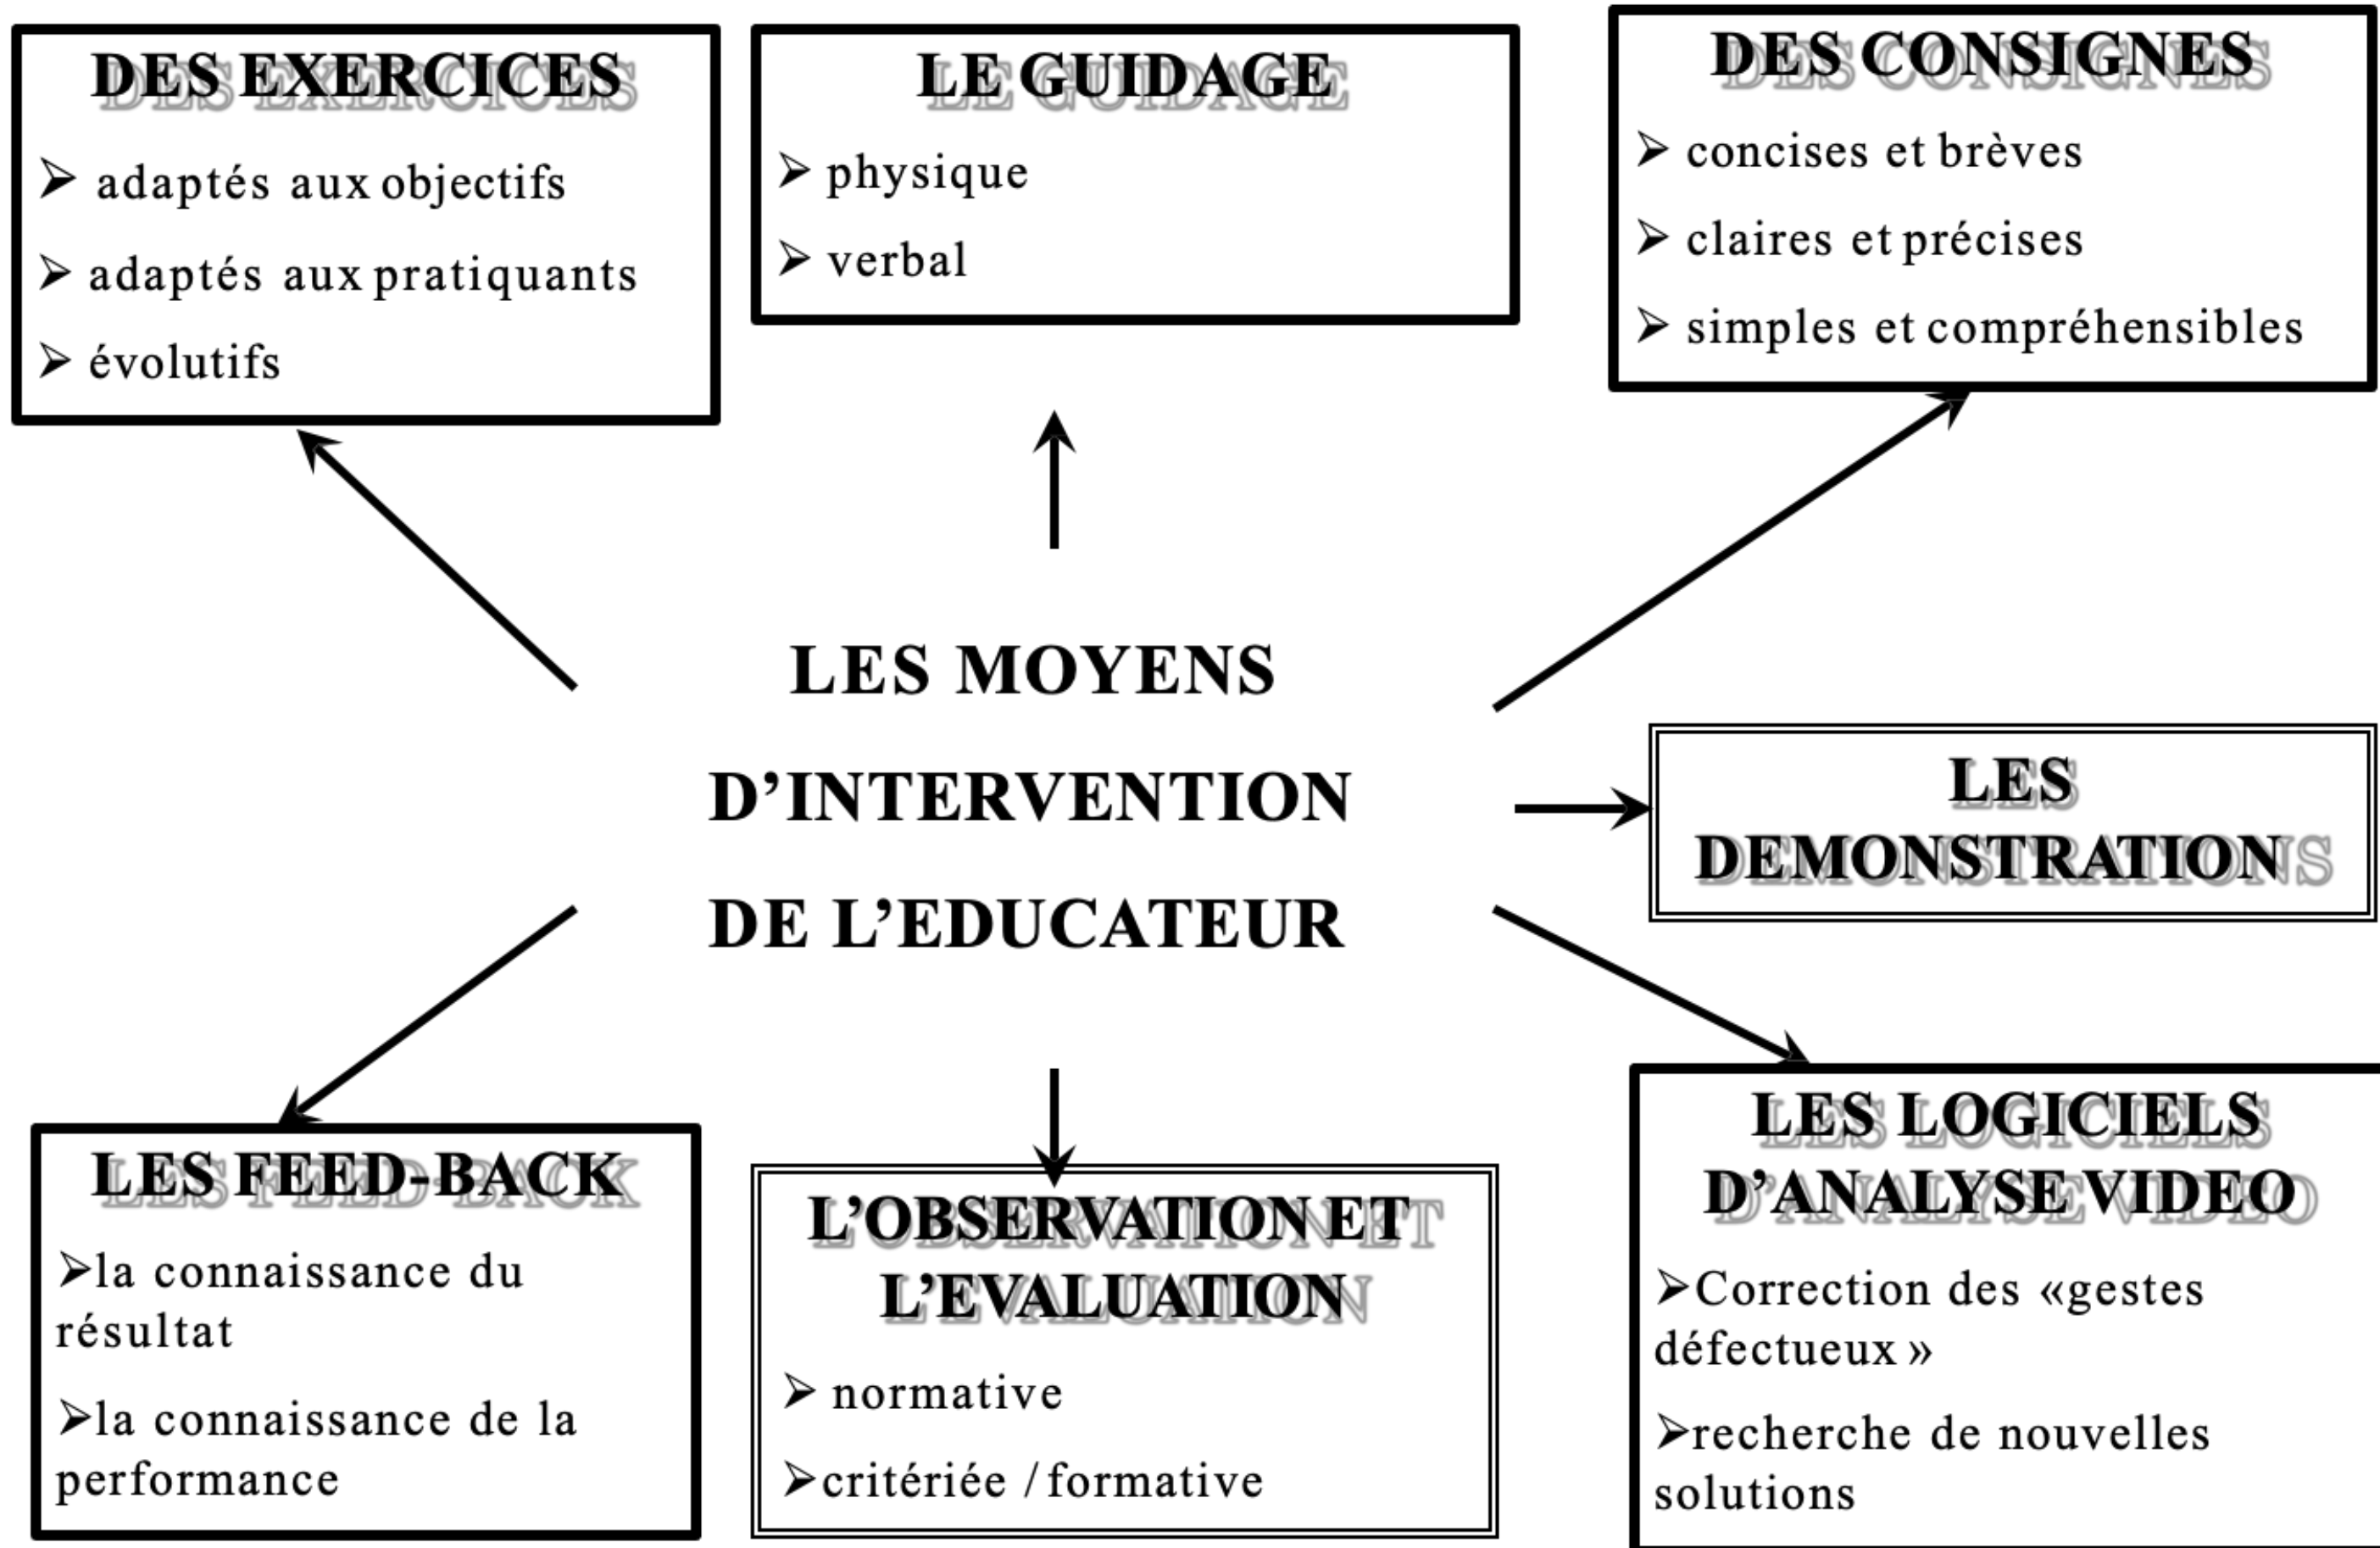 DES EXERCICES
➢ adaptés aux objectifs
➢ adaptés aux pratiquants
➢ évolutifs
LE GUIDAGE
➢ physique
➢ verbal
DES CONSIGNES
➢ concises et brèves
➢ claires et précises
➢ simples et compréhensibles
LES MOYENS
D’INTERVENTION
DE L’EDUCATEUR
LES
DEMONSTRATIONS
LES FEED-BACK
➢la connaissance du
résultat
➢la connaissance de la
performance
L’OBSERVATION ET
L’EVALUATION
➢ normative
➢critériée / formative
LES LOGICIELS
D’ANALYSE VIDEO
➢Correction des «gestes
défectueux »
➢recherche de nouvelles
solutions